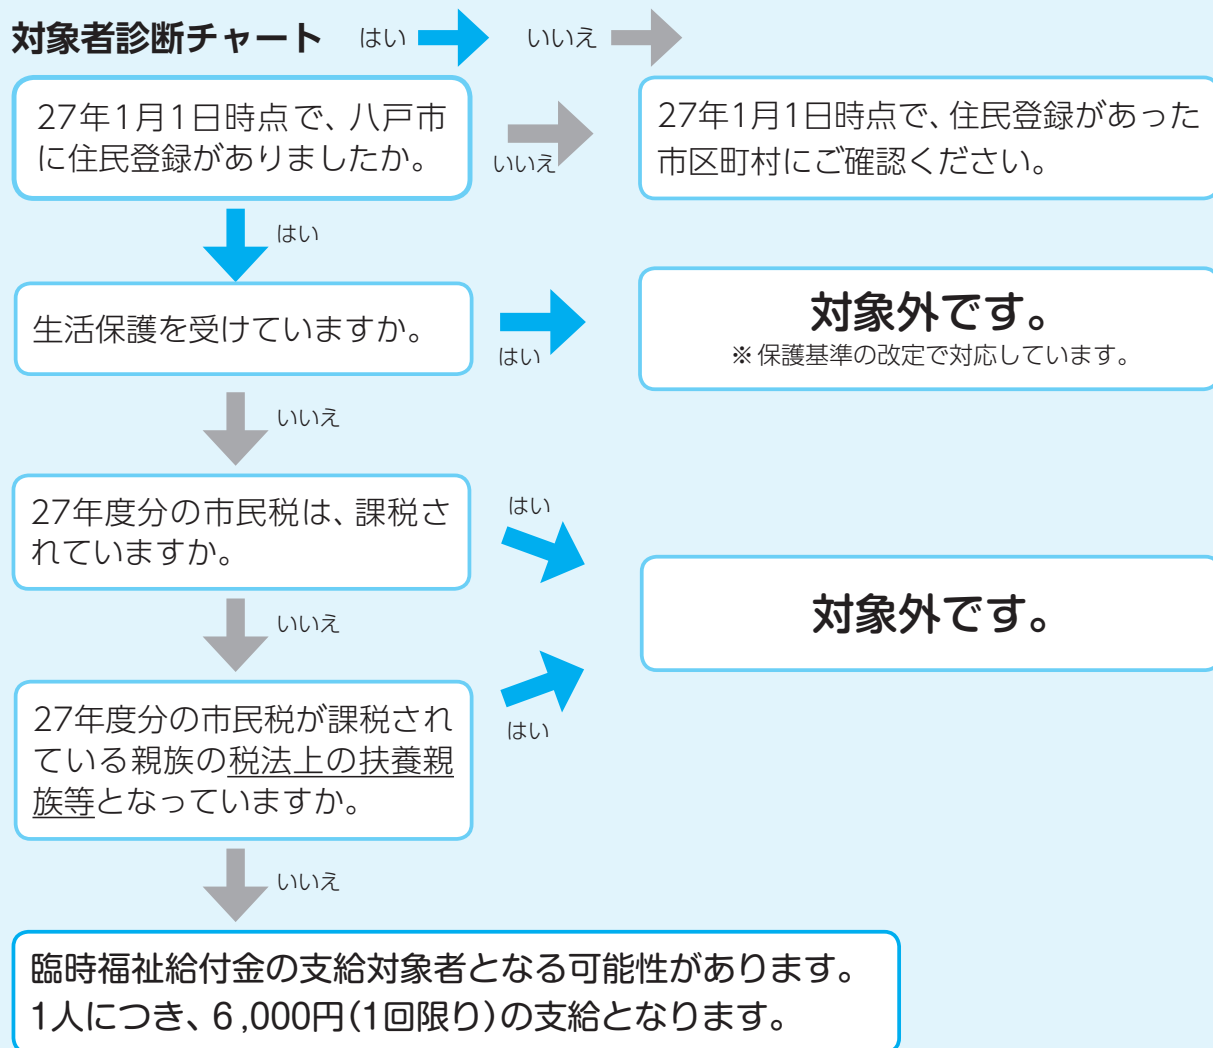 対象者診断チャート はい いいえ
27年1月1日時点で、八戸市
に住民登録がありましたか。
いいえ
27年1月1日時点で、住民登録があった
市区町村にご確認ください。
はい
生活保護を受けていますか。
はい
対象外です。
※保護基準の改定で対応しています。
いいえ
27年度分の市民税は、課税さ
れていますか。
はい
対象外です。
いいえ
27年度分の市民税が課税され
ている親族の税法上の扶養親
族等となっていますか。
はい
いいえ
臨時福祉給付金の支給対象者となる可能性があります。
1人につき、6,000円(1回限り)の支給となります。